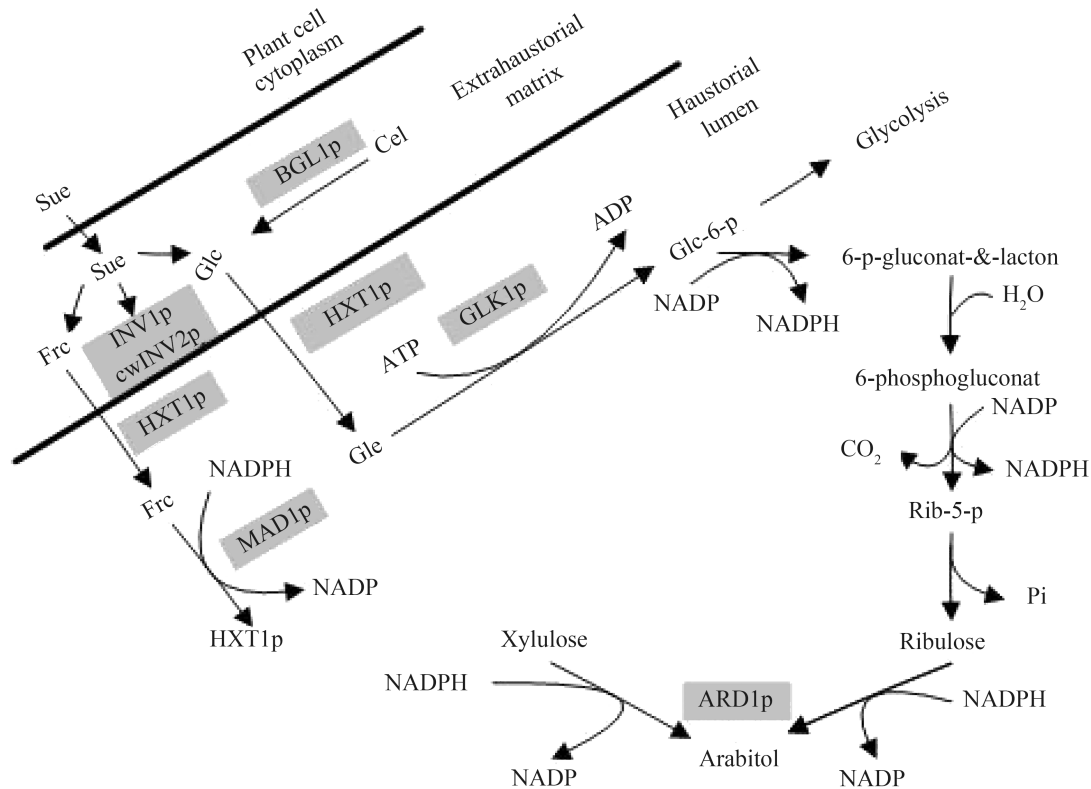 Plant cell
cytoplasm
Extrahaustorial
matrix
Haustorial
lumen
Glycolysis
BGL1p
Cel
Sue
Sue
Glc
ADP
Glc-6-p
6-p-gluconat-&-lacton
NADP
NADPH
H₂O
HXT1p
GLK1p
INV1p
cwINV2p
Frc
ATP
6-phosphogluconat
HXT1p
Gle
NADP
CO₂
NADPH
NADPH
Frc
Rib-5-p
MAD1p
NADP
Pi
HXT1p
Xylulose
Ribulose
NADPH
ARD1p
NADPH
Arabitol
NADP
NADP